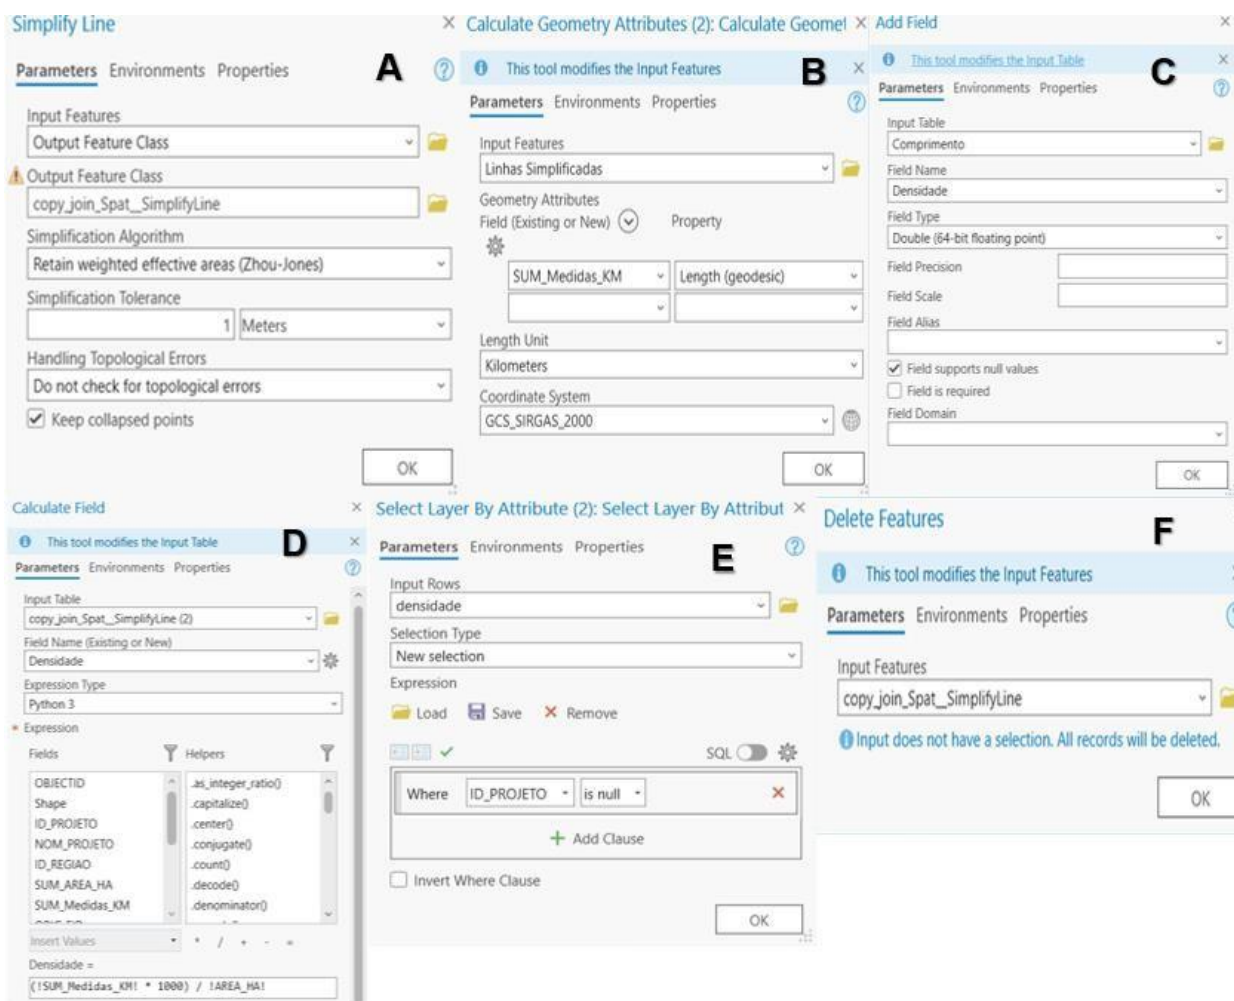 Simplify Line
A
Parameters Environments Properties
Input Features
Output Feature Class
Output Feature Class
copy_join_Spat__SimplifyLine
Simplification Algorithm
Retain weighted effective areas (Zhou-Jones)
Simplification Tolerance
1 Meters
Handling Topological Errors
Do not check for topological errors
Keep collapsed points
OK
Calculate Geometry Attributes (2): Calculate Geomet
This tool modifies the Input Features
B
Parameters Environments Properties
Input Features
Linhas Simplificadas
Geometry Attributes
Field (Existing or New) Property
SUM_Medidas_KM Length (geodesic)
Length Unit
Kilometers
Coordinate System
GCS_SIRGAS_2000
OK
Add Field
This tool modifies the Input Table
C
Parameters Environments Properties
Input Table
Comprimento
Field Name
Densidade
Field Type
Double (64-bit floating point)
Field Precision
Field Scale
Field Alias
Field supports null values
Field is required
Field Domain
OK
Calculate Field
This tool modifies the Input Table
D
Parameters Environments Properties
Input Table
copy_join_Spat__SimplifyLine (2)
Field Name (Existing or New)
Densidade
Expression Type
Python 3
* Expression
Fields Helpers
OBJECTID .as_integer_ratio()
Shape .capitalize()
ID_PROJETO .center()
NOM_PROJETO .conjugate()
ID_REGIAO .count()
SUM_AREA_HA .decode()
SUM_Medidas_KM .denominator()
Insert Values * / + - =
Densidade =
(!SUM_Medidas_KM! * 1000) / !AREA_HA!
Select Layer By Attribute (2): Select Layer By Attribut
Parameters Environments Properties
E
Input Rows
densidade
Selection Type
New selection
Expression
Load Save Remove
SQL
Where ID_PROJETO is null
Add Clause
Invert Where Clause
OK
Delete Features
F
This tool modifies the Input Features
Parameters Environments Properties
Input Features
copy_join_Spat__SimplifyLine
Input does not have a selection. All records will be deleted.
OK